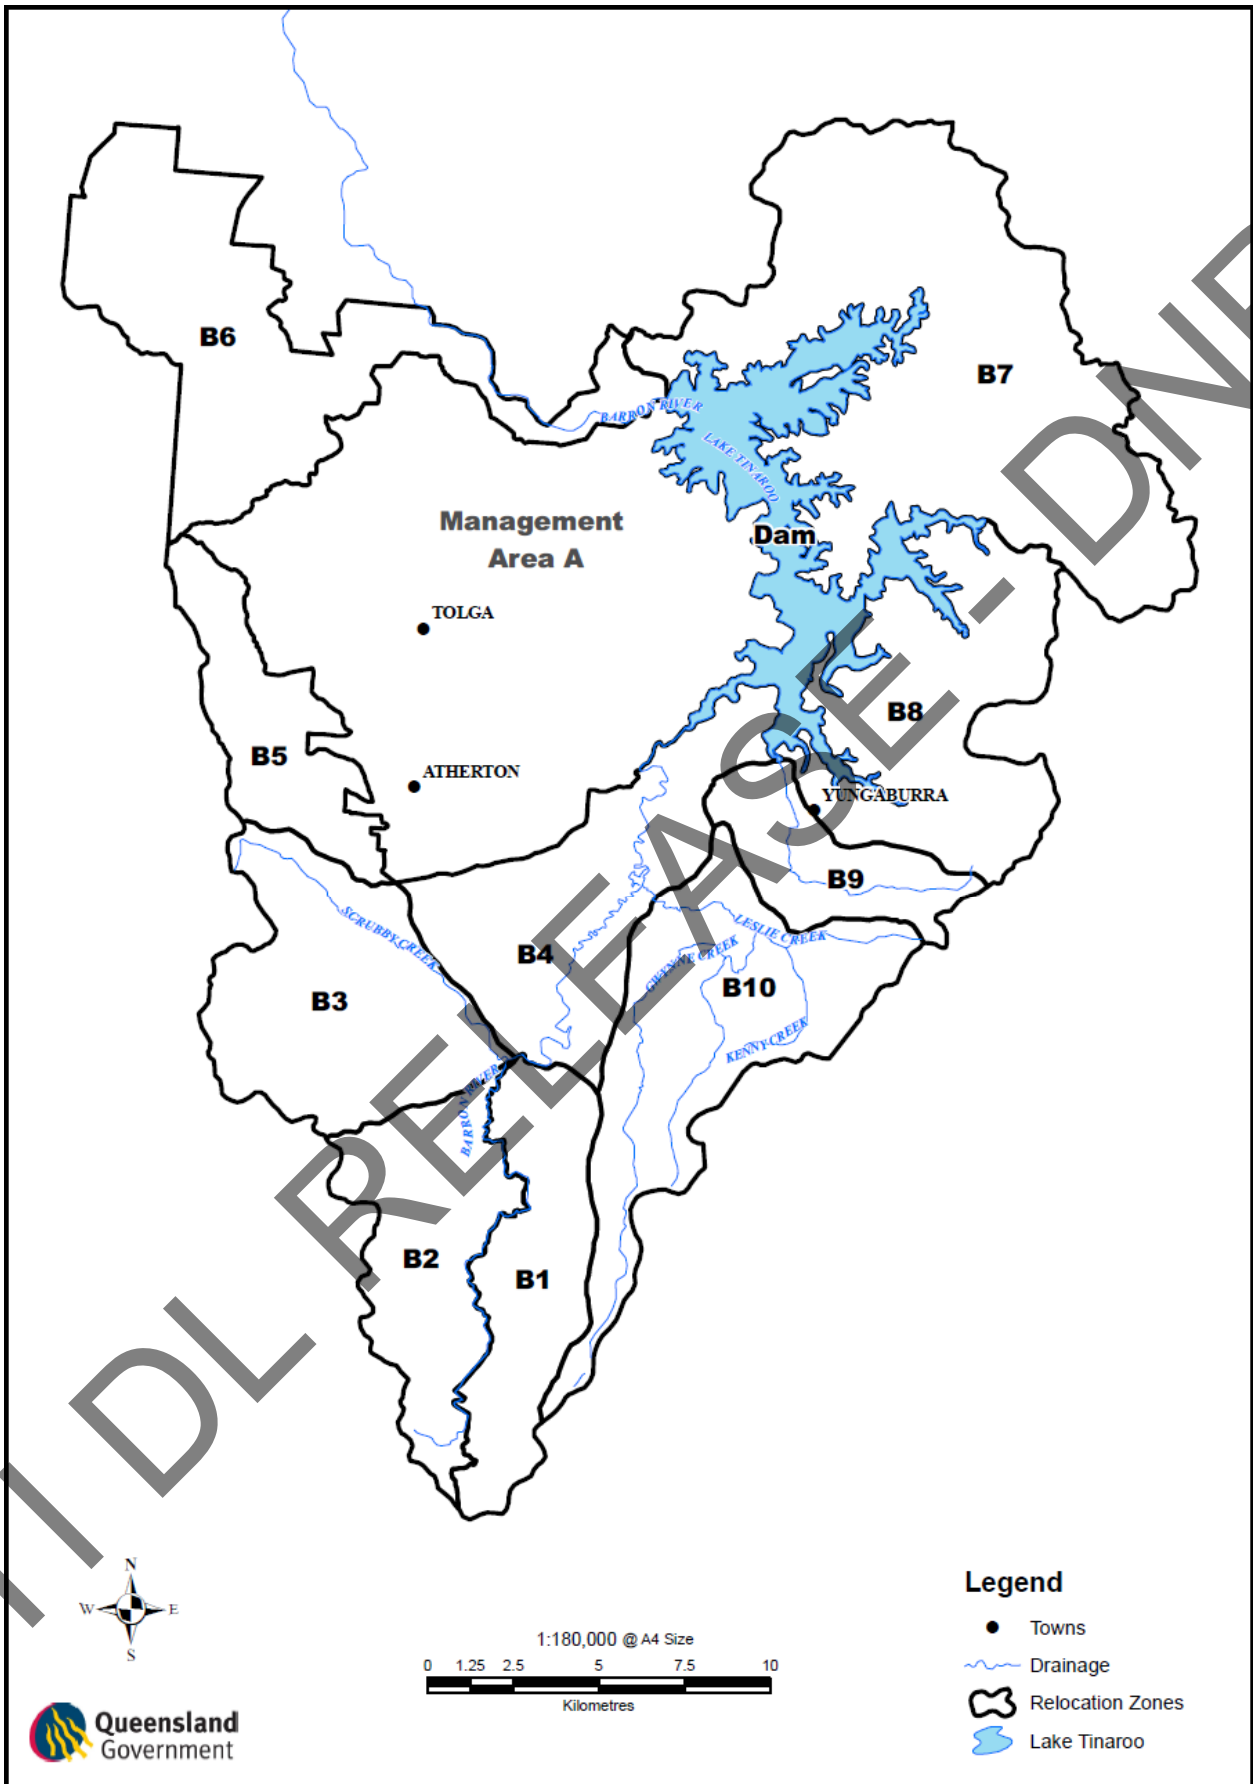 B6
B7
BARRON RIVER
LAKE TINAROO
Management
Area A
Dam
TOLGA
B8
B5
ATHERTON
YUNGABURRA
B9
SCRUBBY CREEK
LESLIE CREEK
B4
GWYNNE CREEK
B10
B3
KENNY CREEK
BARRON RIVER
B2
B1
RELEASE - 
DL
N
W E
S
1:180,000 @ A4 Size
0 1.25 2.5 5 7.5 10
Kilometres
Queensland
Government
Legend
Towns
Drainage
Relocation Zones
Lake Tinaroo